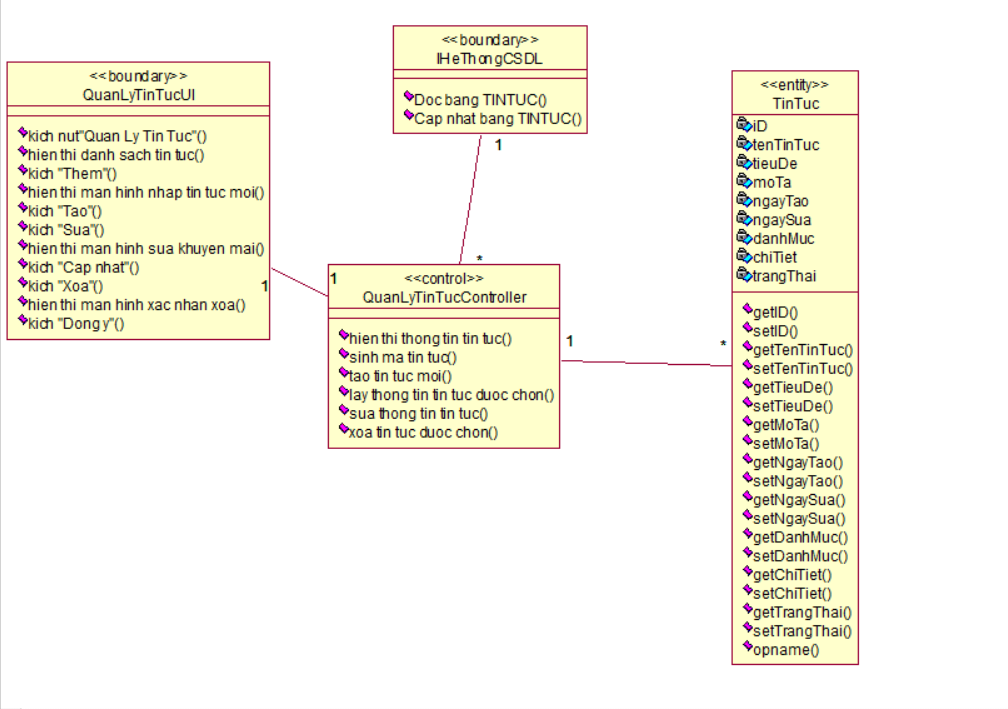 <<boundary>>
QuanLyTinTucUI
kich nut"Quan Ly Tin Tuc"()
hien thi danh sach tin tuc()
kich "Them"()
hien thi man hinh nhap tin tuc moi()
kich "Tao"()
kich "Sua"()
hien thi man hinh sua khuyen mai()
kich "Cap nhat"()
kich "Xoa"()
hien thi man hinh xac nhan xoa()
kich "Dong y"()
1
<<boundary>>
IHeThongCSDL
Doc bang TINTUC()
Cap nhat bang TINTUC()
1
*
1
<<control>>
QuanLyTinTucController
hien thi thong tin tin tuc()
sinh ma tin tuc()
tao tin tuc moi()
lay thong tin tin tuc duoc chon()
sua thong tin tin tuc()
xoa tin tuc duoc chon()
1
*
<<entity>>
TinTuc
iD
tenTinTuc
tieuDe
moTa
ngayTao
ngaySua
danhMuc
chiTiet
trangThai
getID()
setID()
getTenTinTuc()
setTenTinTuc()
getTieuDe()
setTieuDe()
getMoTa()
setMoTa()
getNgayTao()
setNgayTao()
getNgaySua()
setNgaySua()
getDanhMuc()
setDanhMuc()
getChiTiet()
setChiTiet()
getTrangThai()
setTrangThai()
opname()